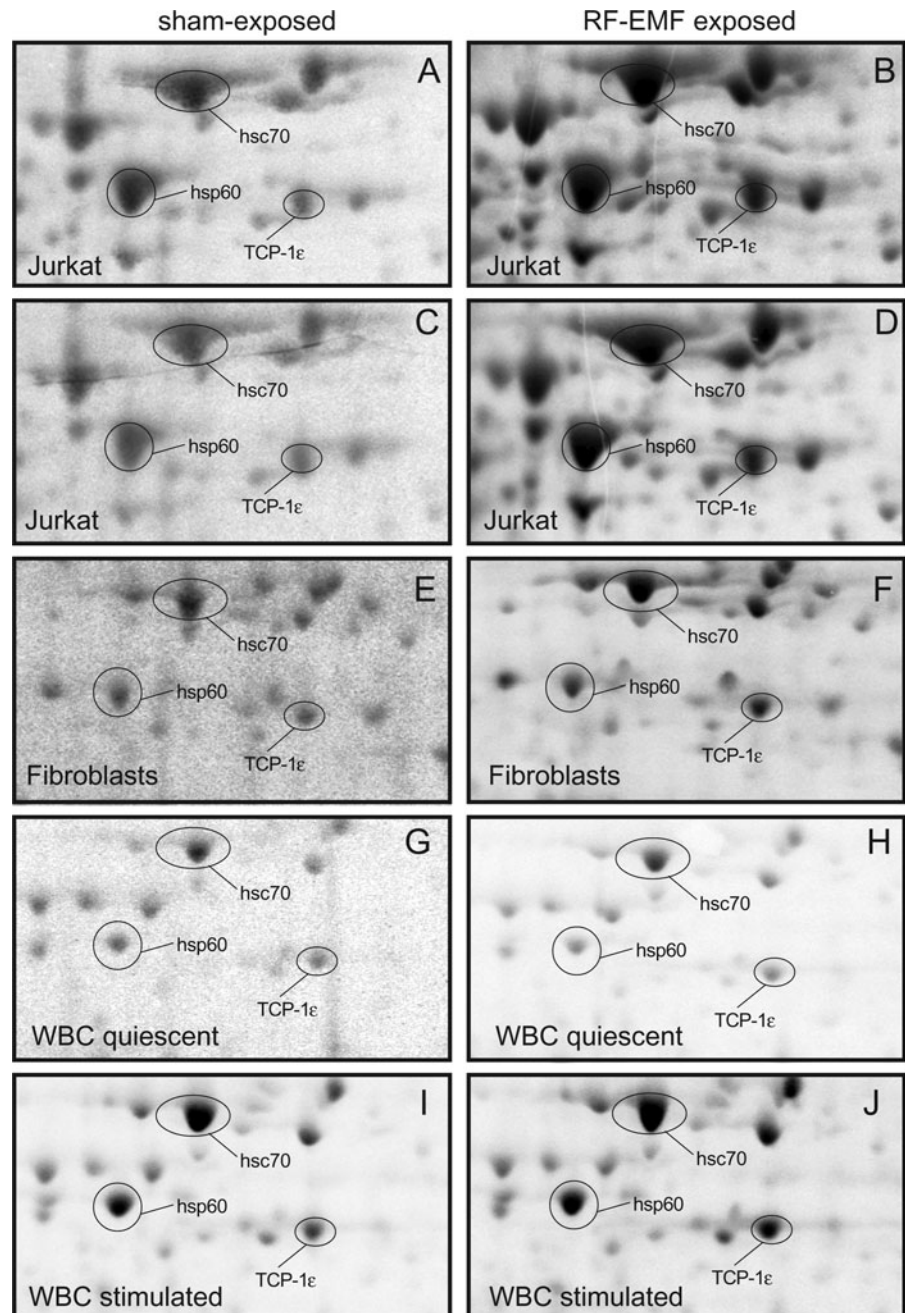 sham-exposed
RF-EMF exposed
A
hsc70
hsp60
TCP-1ε
Jurkat
B
hsc70
hsp60
TCP-1ε
Jurkat
C
hsc70
hsp60
TCP-1ε
Jurkat
D
hsc70
hsp60
TCP-1ε
Jurkat
E
hsc70
hsp60
TCP-1ε
Fibroblasts
F
hsc70
hsp60
TCP-1ε
Fibroblasts
G
hsc70
hsp60
TCP-1ε
WBC quiescent
H
hsc70
hsp60
TCP-1ε
WBC quiescent
I
hsc70
hsp60
TCP-1ε
WBC stimulated
J
hsc70
hsp60
TCP-1ε
WBC stimulated